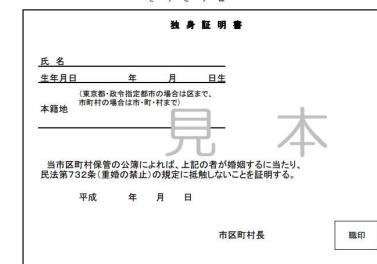 独 身 証 明 書
氏 名
生年月日 年 月 日生
(東京都・政令指定都市の場合は区まで、
市町村の場合は市・町・村まで)
本籍地
見 本
当市区町村保管の公簿によれば、上記の者が婚姻するに当たり、
民法第732条(重婚の禁止)の規定に抵触しないことを証明する。
平成 年 月 日
市区町村長 職印